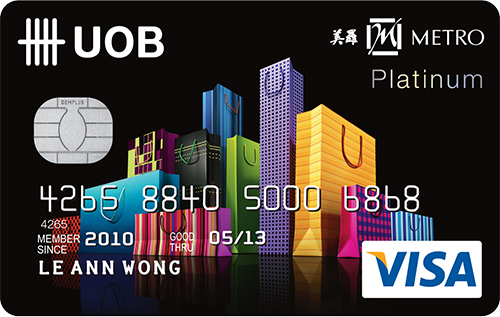 UOB
美羅 METRO
Platinum
GEMPLUS
4265 8840 5000 6868
4265
MEMBER SINCE 2010 GOOD THRU 05/13
LE ANN WONG
VISA